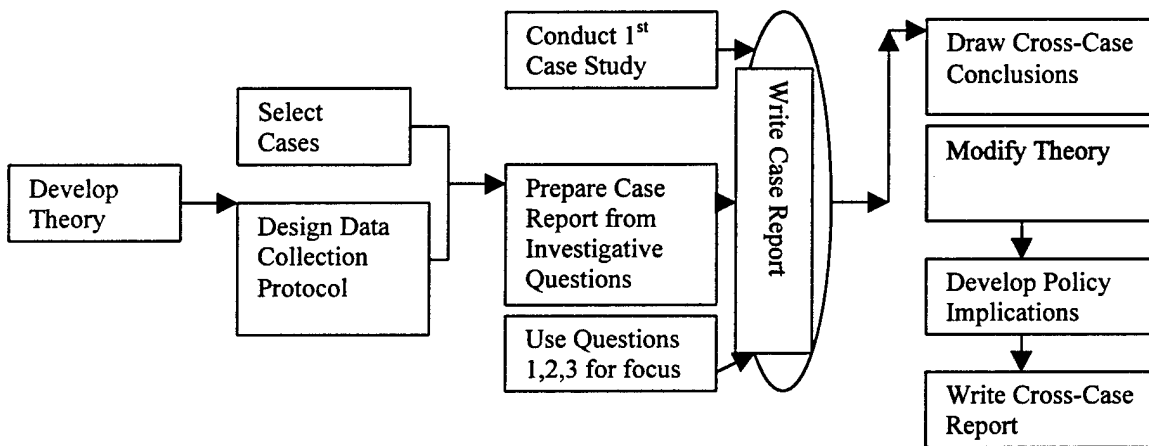 Develop
Theory
Select
Cases
Design Data
Collection
Protocol
Conduct 1st
Case Study
Prepare Case
Report from
Investigative
Questions
Use Questions
1,2,3 for focus
Write Case Report
Draw Cross-Case
Conclusions
Modify Theory
Develop Policy
Implications
Write Cross-Case
Report